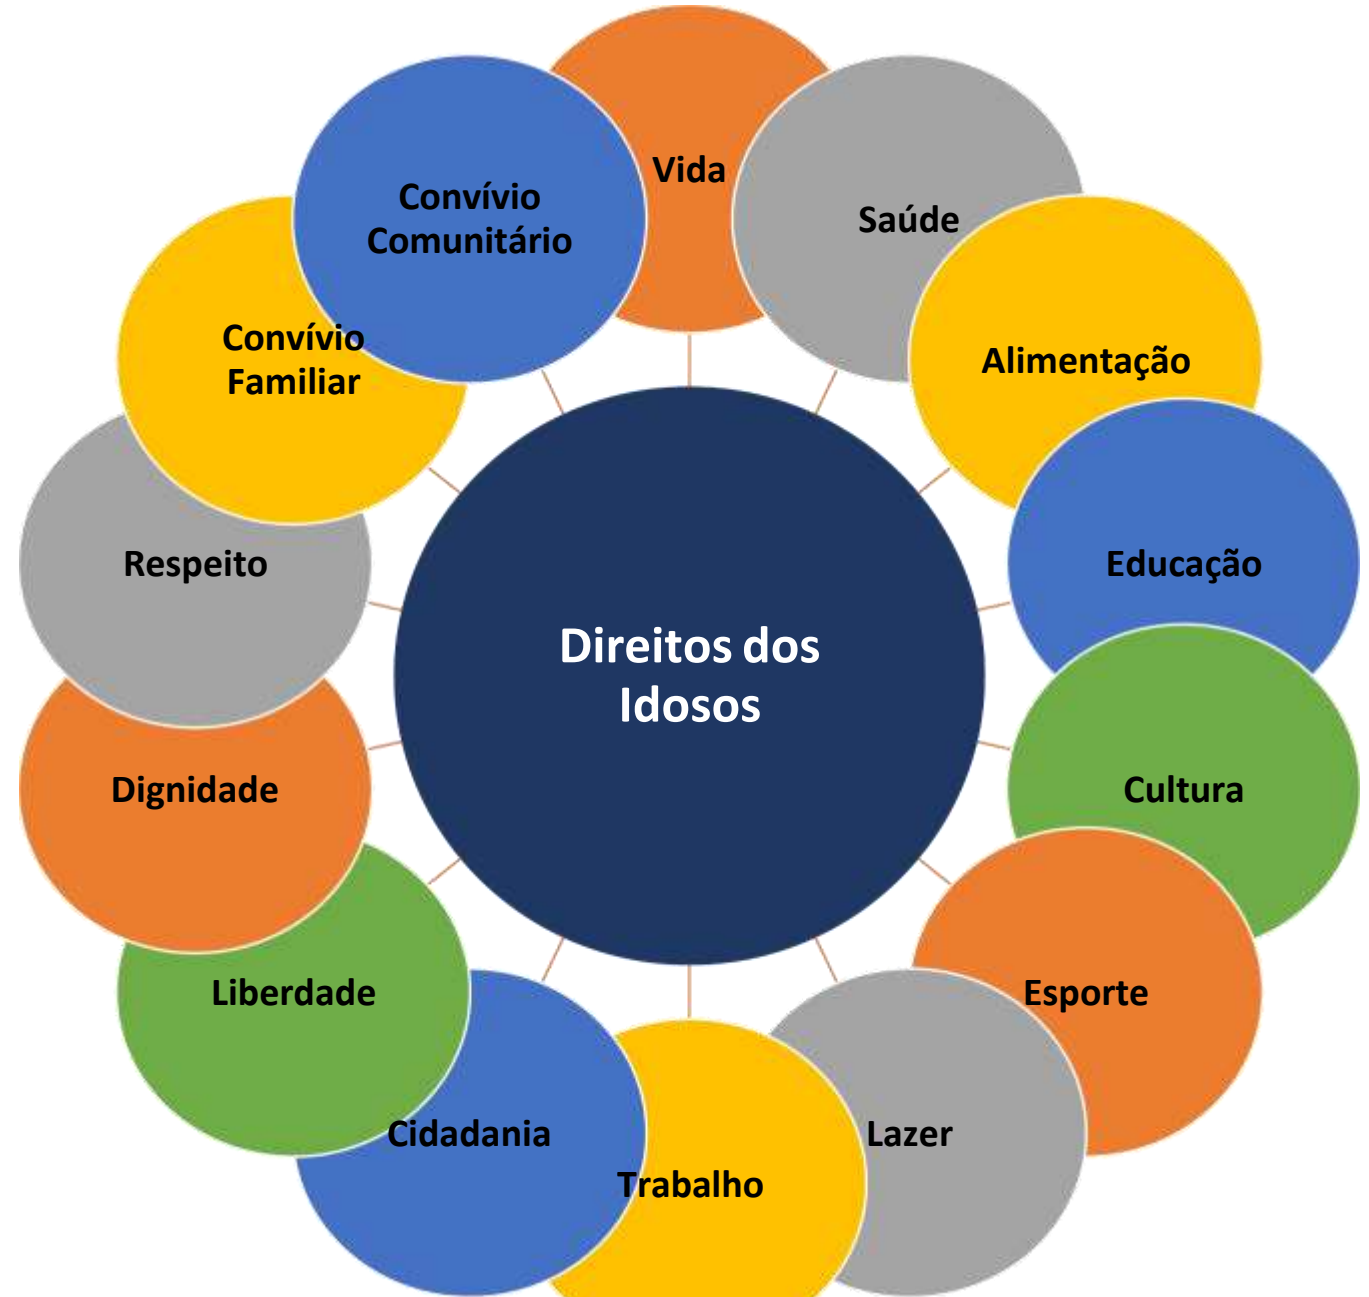 Vida
Saúde
Alimentação
Educação
Cultura
Esporte
Lazer
Trabalho
Cidadania
Liberdade
Dignidade
Respeito
Convívio
Familiar
Convívio
Comunitário
Direitos dos
Idosos